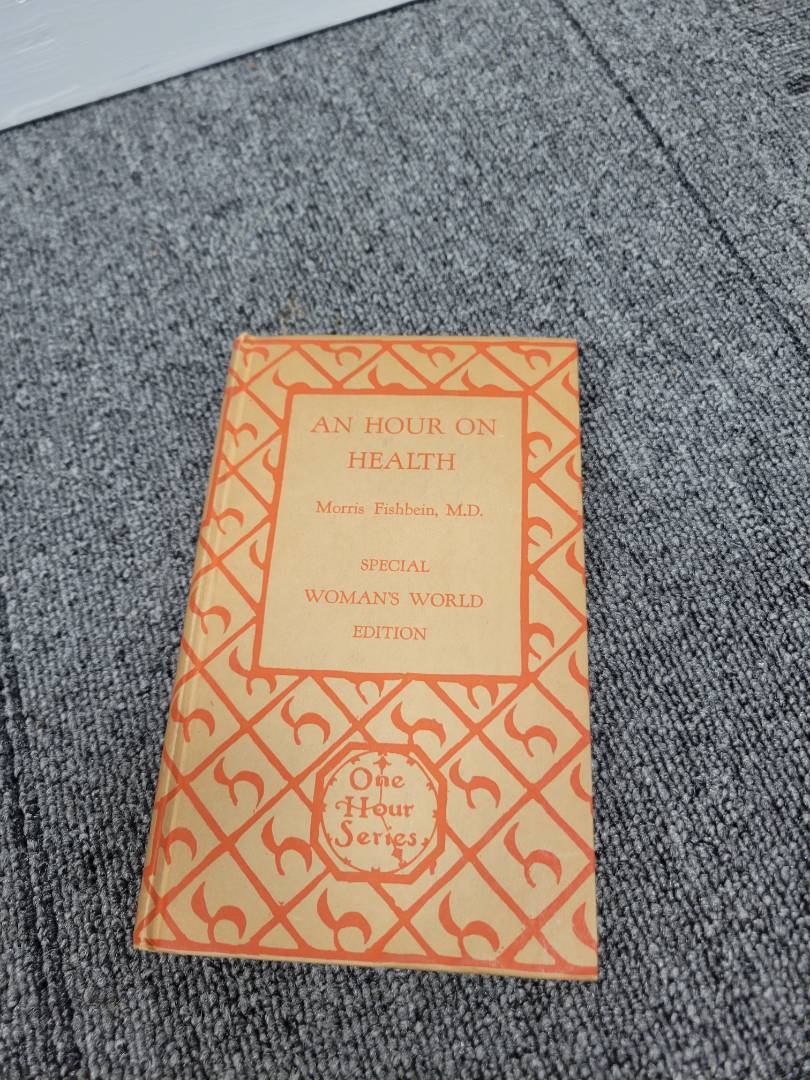 AN HOUR ON
HEALTH
Morris Fishbein, M.D.
SPECIAL
WOMAN'S WORLD
EDITION
One
Hour
Series